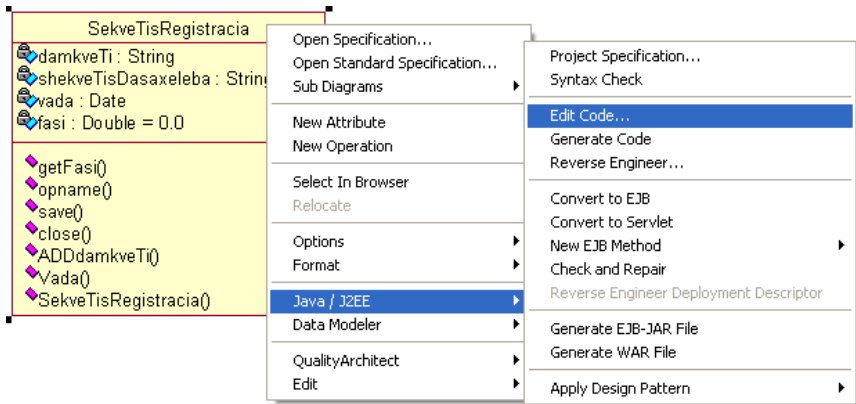 SekveTisRegistracia
damkveTi : String
shekveTisDasaxeleba : String
vada : Date
fasi : Double = 0.0
getFasi()
opname()
save()
close()
ADDdamkveTi()
Vada()
SekveTisRegistracia()
Open Specification...
Open Standard Specification...
Sub Diagrams
New Attribute
New Operation
Select In Browser
Relocate
Options
Format
Java / J2EE
Data Modeler
QualityArchitect
Edit
Project Specification...
Syntax Check
Edit Code...
Generate Code
Reverse Engineer...
Convert to EJB
Convert to Servlet
New EJB Method
Check and Repair
Reverse Engineer Deployment Descriptor
Generate EJB-JAR File
Generate WAR File
Apply Design Pattern